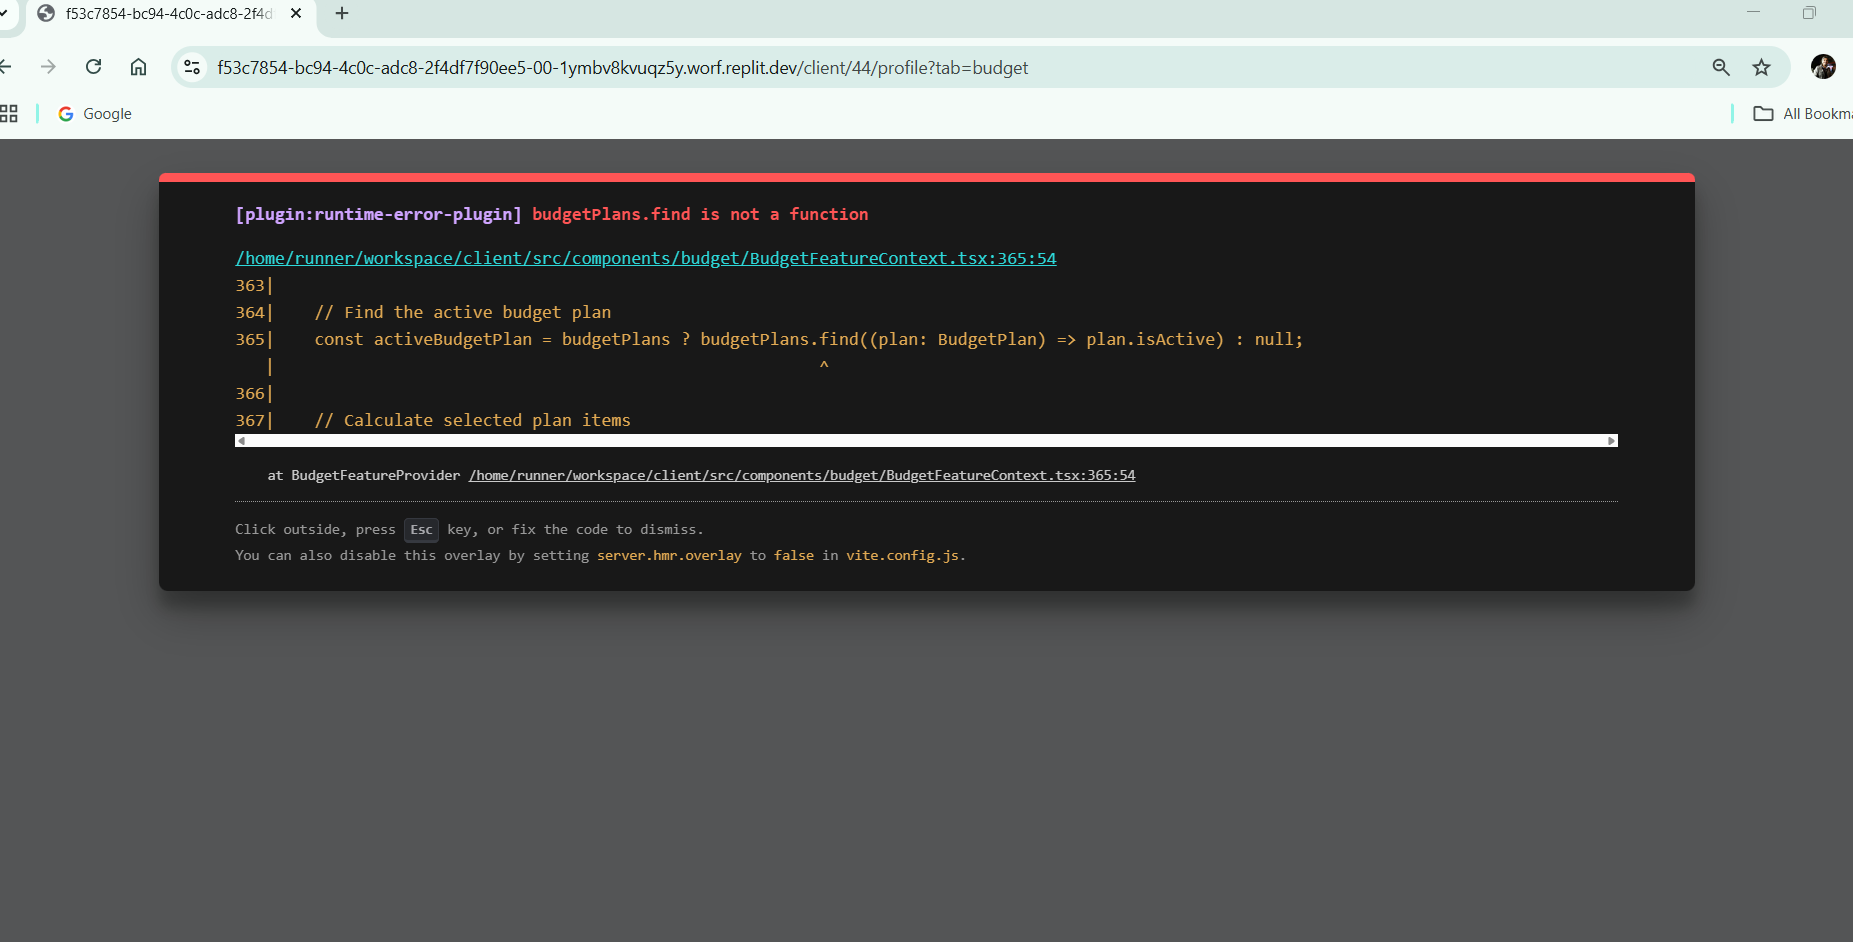 f53c7854-bc94-4c0c-adc8-2f4d
f53c7854-bc94-4c0c-adc8-2f4df7f90ee5-00-1ymbv8kvuqz5y.worf.replit.dev/client/44/profile?tab=budget
Google
All Bookma
[plugin:runtime-error-plugin] budgetPlans.find is not a function
/home/runner/workspace/client/src/components/budget/BudgetFeatureContext.tsx:365:54
363|
364|    // Find the active budget plan
365|    const activeBudgetPlan = budgetPlans ? budgetPlans.find((plan: BudgetPlan) => plan.isActive) : null;
   |                                                       ^
366|
367|    // Calculate selected plan items
at BudgetFeatureProvider /home/runner/workspace/client/src/components/budget/BudgetFeatureContext.tsx:365:54
Click outside, press Esc key, or fix the code to dismiss.
You can also disable this overlay by setting server.hmr.overlay to false in vite.config.js.